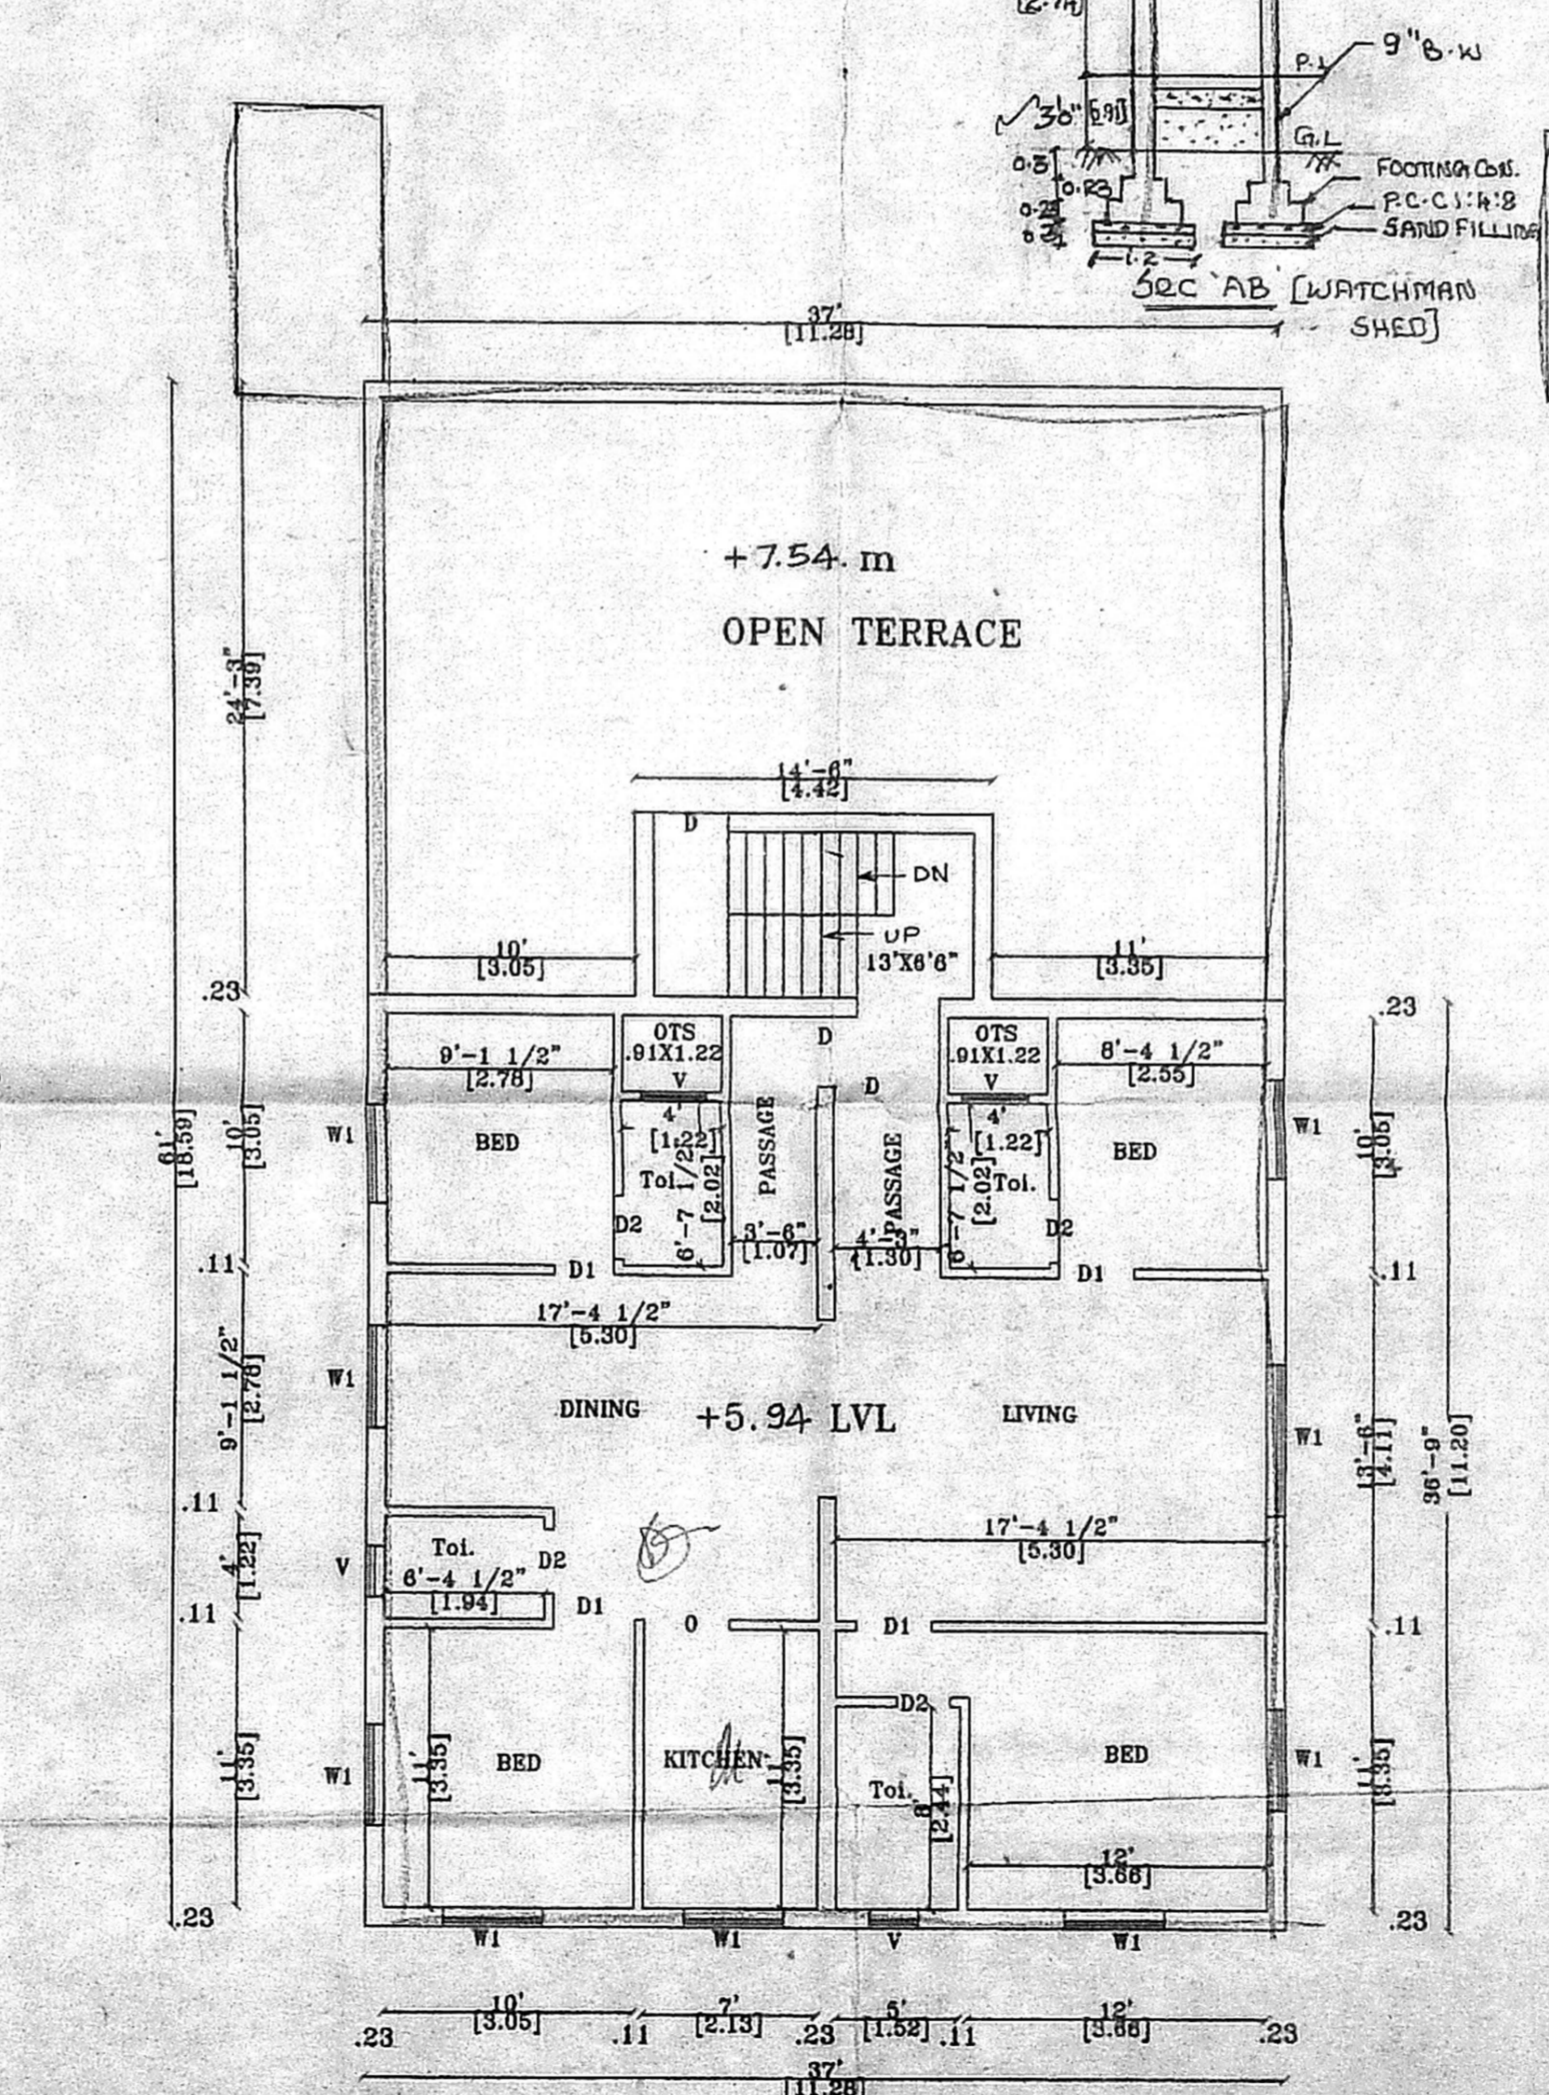 9" B.W
P.L
3'0" [0.91]
G.L
0.3
0.23
FOOTING CON.
P.C.C 1:4:8
SAND FILLING
1.2
SEC 'AB' [WATCHMAN
SHED]
37'
[11.28]
+7.54. m
OPEN TERRACE
24'-3"
[7.39]
14'-6"
[4.42]
D
DN
UP
13'X6'6"
10'
[3.05]
11'
[3.35]
.23
.23
OTS
.91X1.22
V
D
OTS
.91X1.22
V
9'-1 1/2"
[2.78]
8'-4 1/2"
[2.55]
D
61'
[18.59]
10'
[3.05]
W1
BED
4'
[1.22]
Toi.
6'-7 1/2"
[2.02]
D2
PASSAGE
3'-6"
[1.07]
PASSAGE
4'-3"
[1.30]
4'
[1.22]
6'-7 1/2"
[2.02]
Toi.
D2
BED
W1
10'
[3.05]
.11
D1
D1
.11
17'-4 1/2"
[5.30]
9'-1 1/2"
[2.78]
W1
DINING
+5.94 LVL
LIVING
W1
13'-6"
[4.11]
36'-9"
[11.20]
.11
4'
[1.22]
V
Toi.
D2
6'-4 1/2"
[1.94]
17'-4 1/2"
[5.30]
.11
D1
O
D1
.11
D2
11'
[3.35]
W1
11'
[3.35]
BED
KITCHEN
11'
[3.35]
Toi.
8'
[2.44]
BED
W1
11'
[3.35]
12'
[3.66]
.23
.23
W1
W1
V
W1
10'
[3.05]
7'
[2.13]
5'
[1.52]
12'
[3.66]
.23
.11
.23
.11
.23
37'
[11.28]